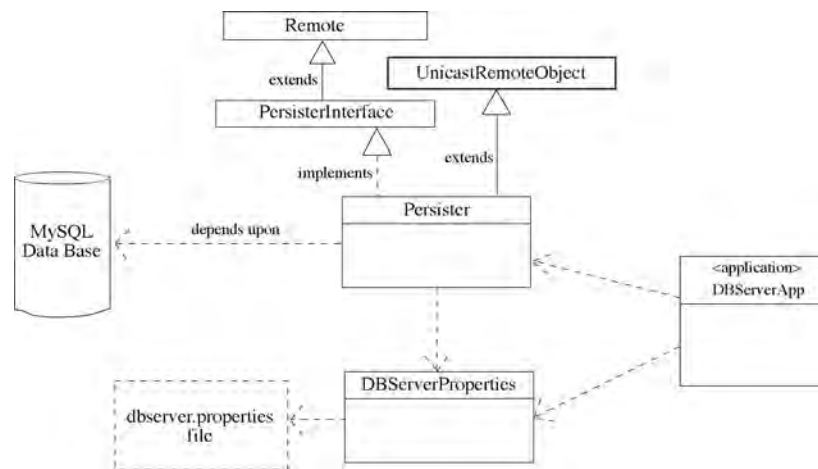 Remote
extends
UnicastRemoteObject
PersisterInterface
implements
extends
Persister
MySQL
Data Base
depends upon
<application>
DBServerApp
DBServerProperties
dbserver.properties
file